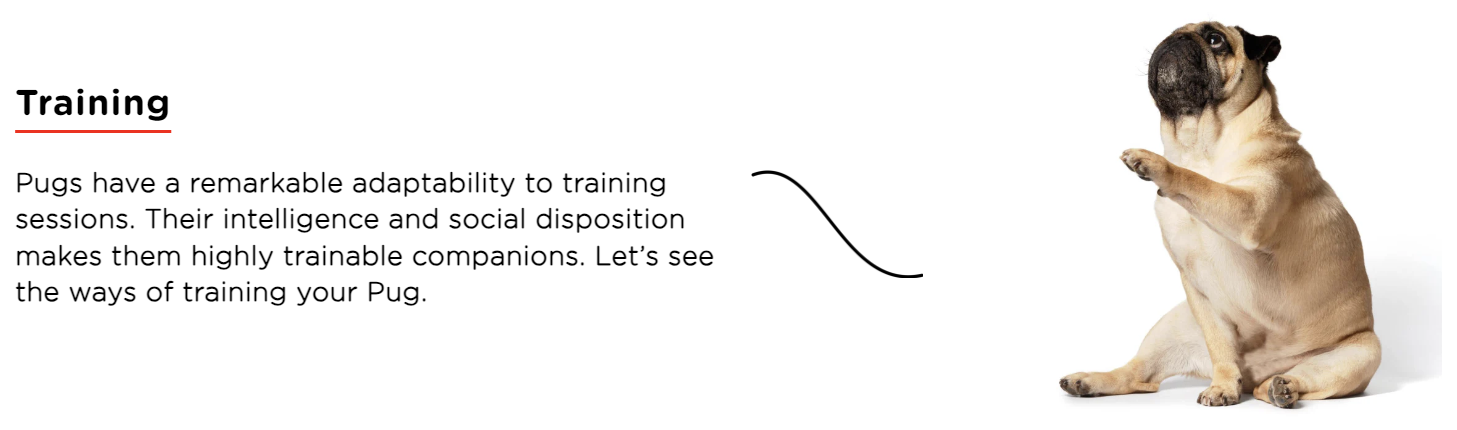 Training
Pugs have a remarkable adaptability to training
sessions. Their intelligence and social disposition
makes them highly trainable companions. Let’s see
the ways of training your Pug.